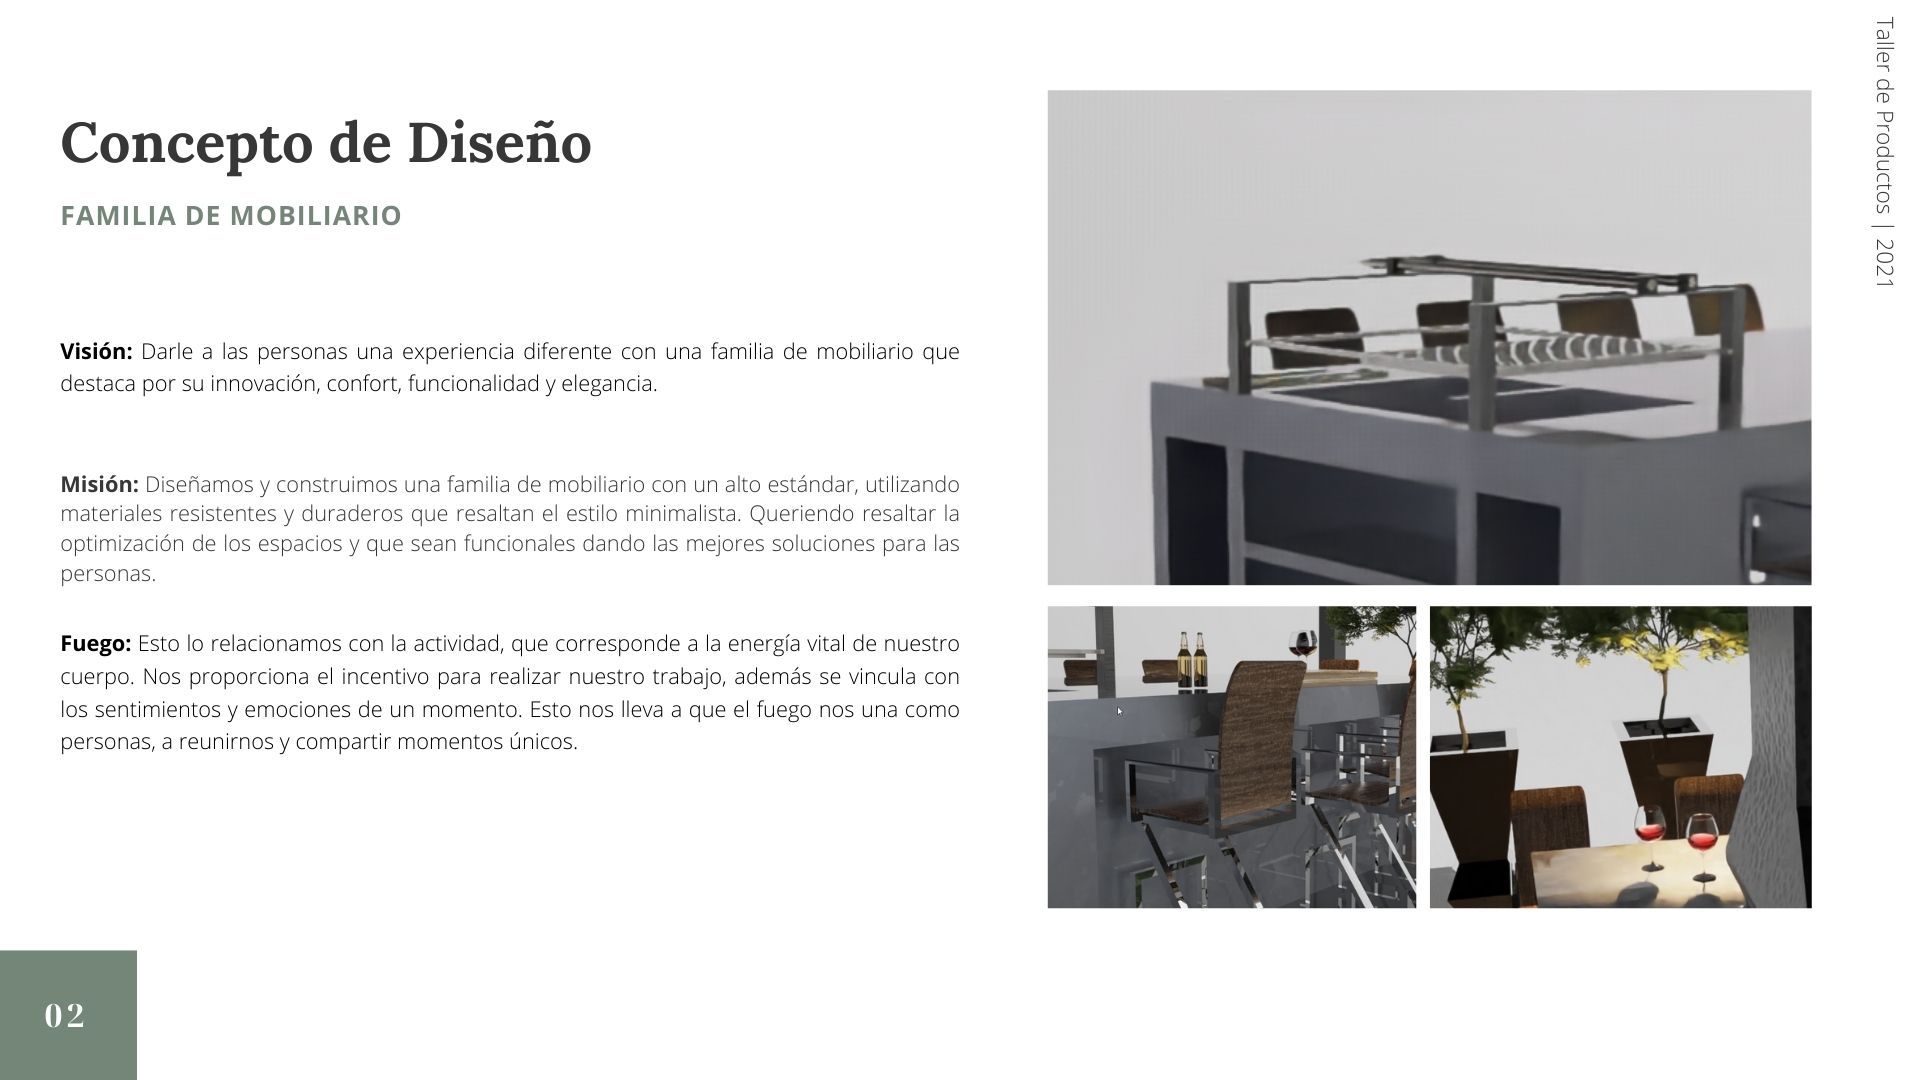 Concepto de Diseño
FAMILIA DE MOBILIARIO
Visión: Darle a las personas una experiencia diferente con una familia de mobiliario que
destaca por su innovación, confort, funcionalidad y elegancia.
Misión: Diseñamos y construimos una familia de mobiliario con un alto estándar, utilizando
materiales resistentes y duraderos que resaltan el estilo minimalista. Queriendo resaltar la
optimización de los espacios y que sean funcionales dando las mejores soluciones para las
personas.
Fuego: Esto lo relacionamos con la actividad, que corresponde a la energía vital de nuestro
cuerpo. Nos proporciona el incentivo para realizar nuestro trabajo, además se vincula con
los sentimientos y emociones de un momento. Esto nos lleva a que el fuego nos una como
personas, a reunirnos y compartir momentos únicos.
Taller de Productos | 2021
02